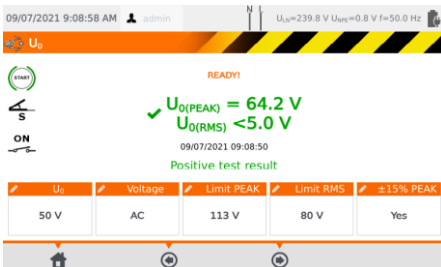 09/07/2021 9:08:58 AM admin N U_LN=239.8 V U_NPE=0.8 V f=50.0 Hz
U₀
START
READY!
S
U₀(PEAK) = 64.2 V
U₀(RMS) <5.0 V
ON
09/07/2021 09:08:50
Positive test result
U₀ Voltage Limit PEAK Limit RMS ±15% PEAK
50 V AC 113 V 80 V Yes